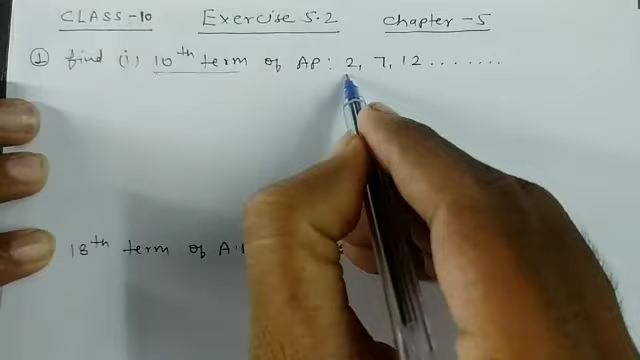 CLASS-10 Exercise 5.2 Chapter-5
① find (i) 10th term of AP: 2, 7, 12.......
18th term of A.